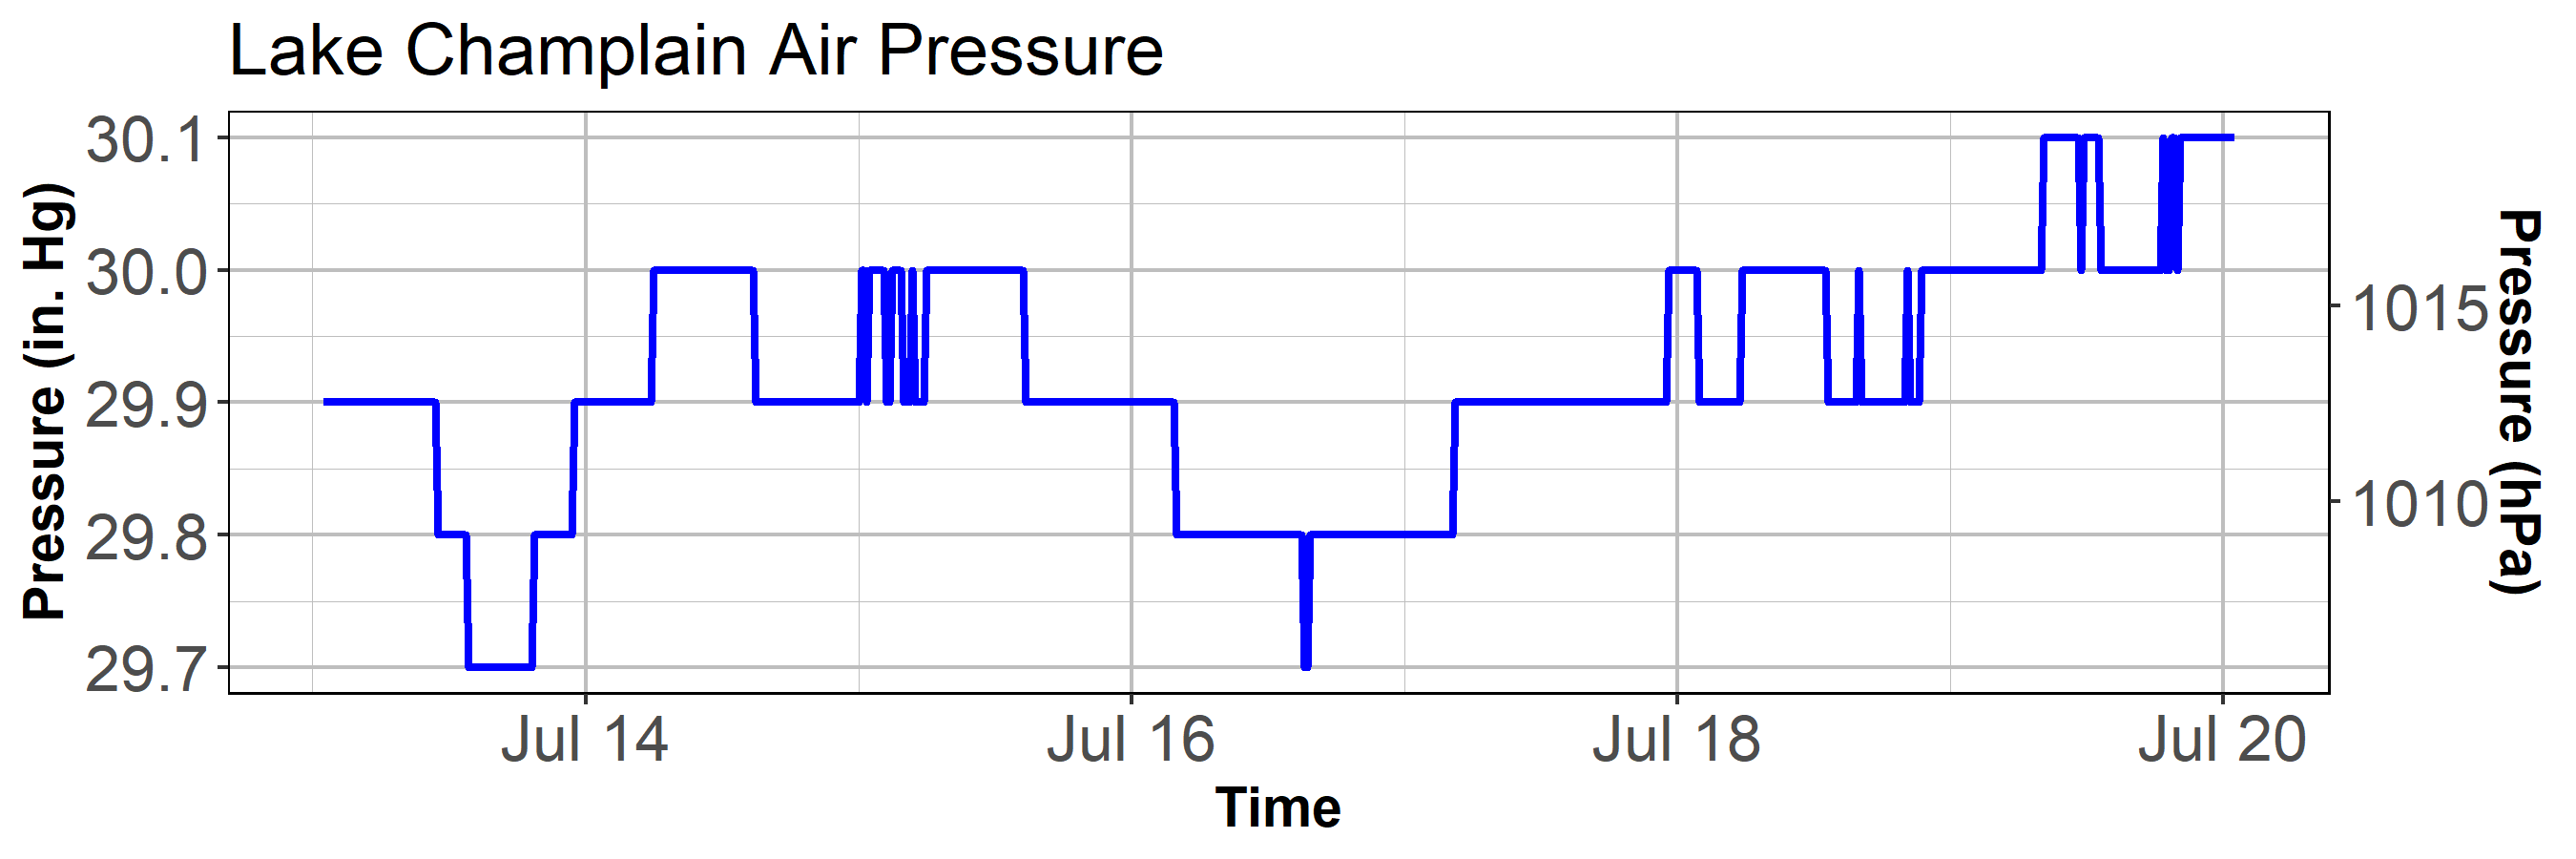 Lake Champlain Air Pressure
30.1
30.0
29.9
29.8
29.7
Pressure (in. Hg)
1015
1010
Pressure (hPa)
Jul 14 Jul 16 Jul 18 Jul 20
Time